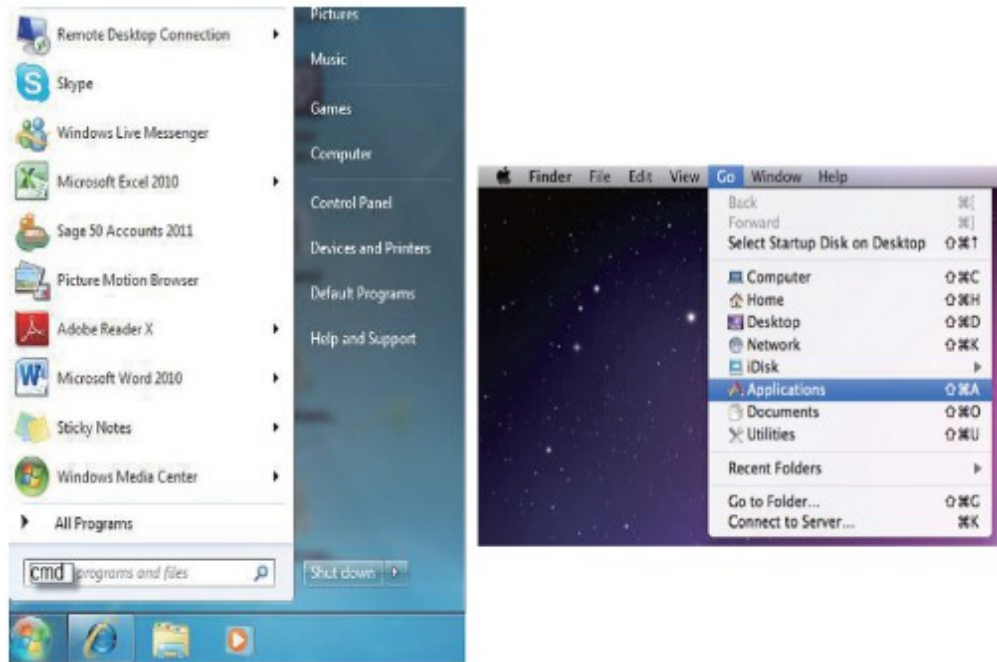 Remote Desktop Connection
Skype
Windows Live Messenger
Microsoft Excel 2010
Sage 50 Accounts 2011
Picture Motion Browser
Adobe Reader X
Microsoft Word 2010
Sticky Notes
Windows Media Center
All Programs
cmd programs and files
Pictures
Music
Games
Computer
Control Panel
Devices and Printers
Default Programs
Help and Support
Shut down
Finder File Edit View Go Window Help
Back ⌘[
Forward ⌘]
Select Startup Disk on Desktop ⇧⌘↑
Computer ⇧⌘C
Home ⇧⌘H
Desktop ⇧⌘D
Network ⇧⌘K
iDisk
Applications ⇧⌘A
Documents ⇧⌘O
Utilities ⇧⌘U
Recent Folders
Go to Folder... ⇧⌘G
Connect to Server... ⌘K